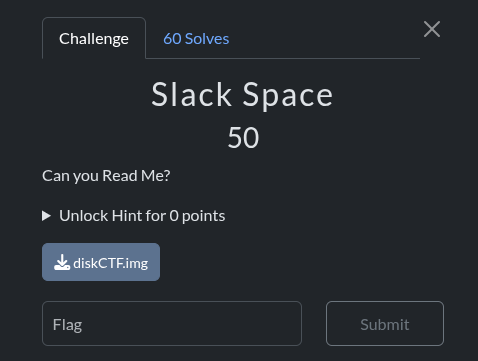 Challenge
60 Solves
Slack Space
50
Can you Read Me?
Unlock Hint for 0 points
diskCTF.img
Flag
Submit